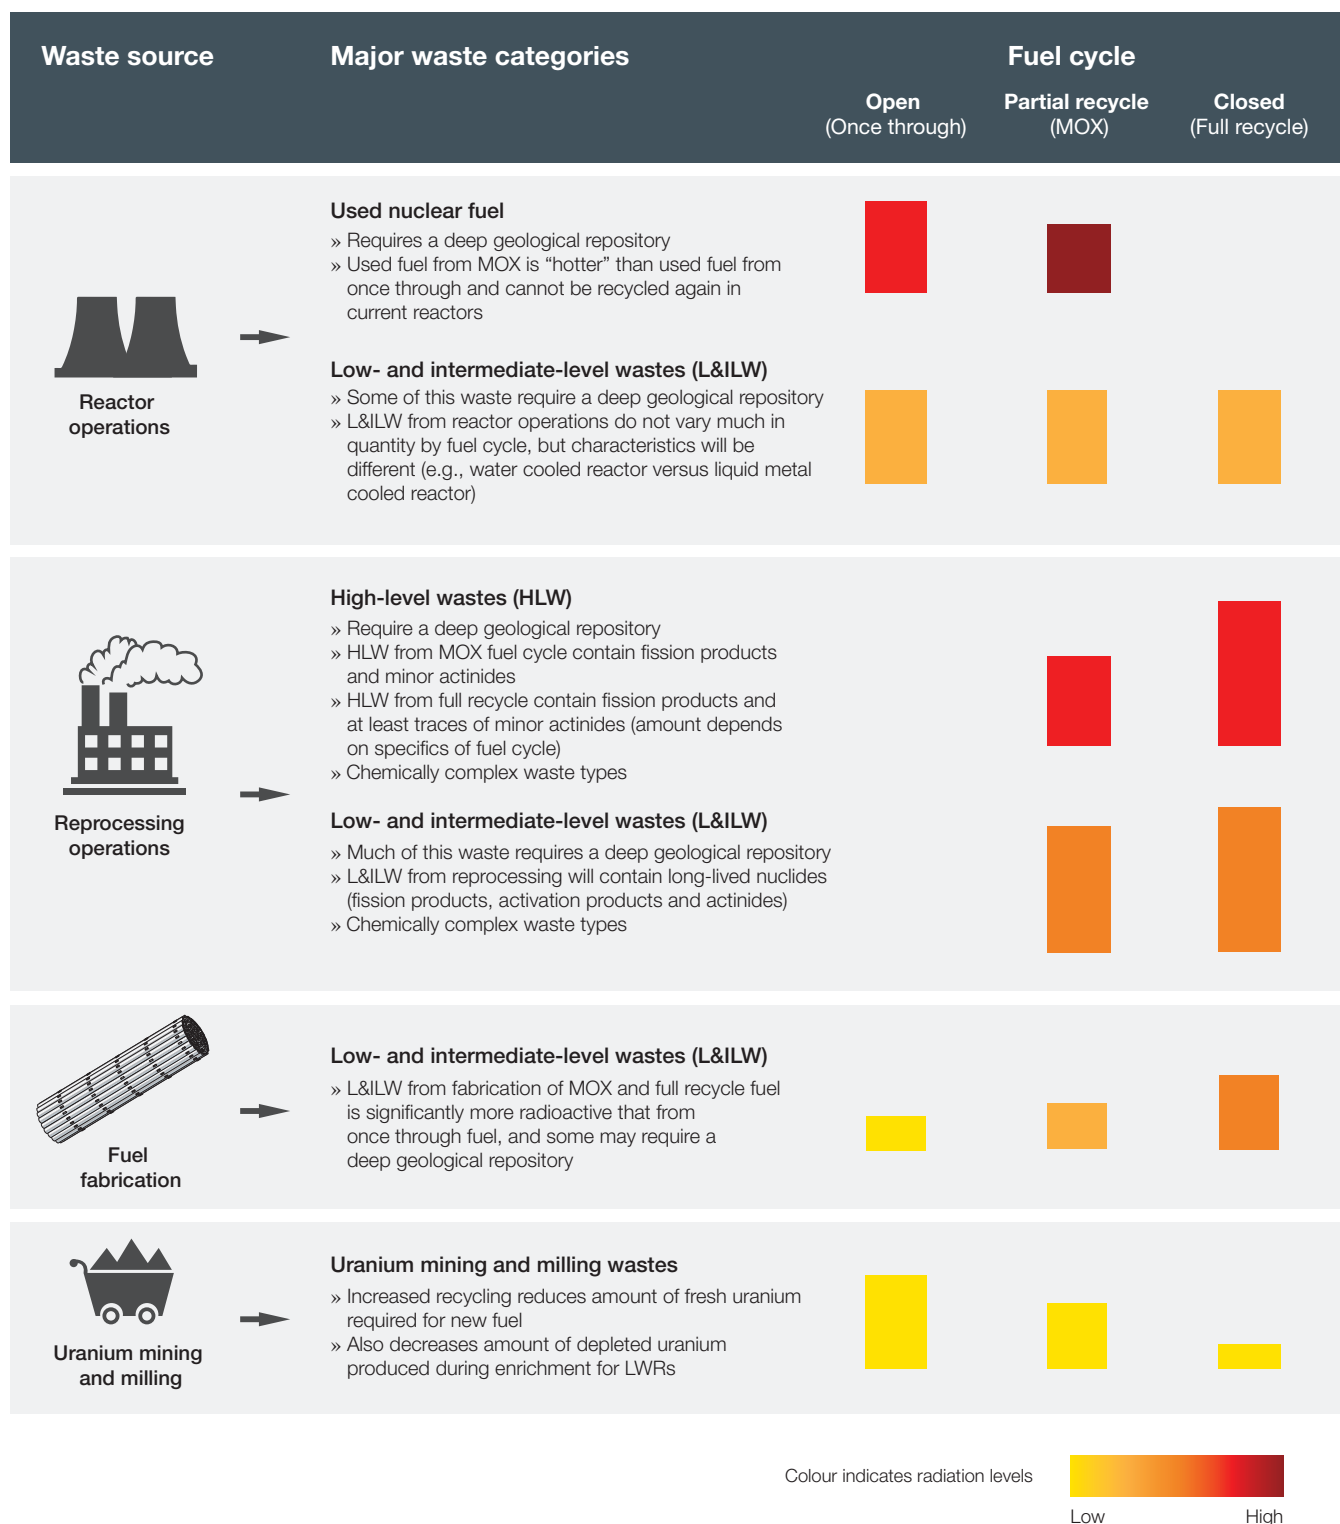 Waste source
Major waste categories
Fuel cycle
Open
(Once through)
Partial recycle
(MOX)
Closed
(Full recycle)
Reactor
operations
Used nuclear fuel
» Requires a deep geological repository
» Used fuel from MOX is “hotter” than used fuel from
once through and cannot be recycled again in
current reactors
Low- and intermediate-level wastes (L&ILW)
» Some of this waste require a deep geological repository
» L&ILW from reactor operations do not vary much in
quantity by fuel cycle, but characteristics will be
different (e.g., water cooled reactor versus liquid metal
cooled reactor)
Reprocessing
operations
High-level wastes (HLW)
» Require a deep geological repository
» HLW from MOX fuel cycle contain fission products
and minor actinides
» HLW from full recycle contain fission products and
at least traces of minor actinides (amount depends
on specifics of fuel cycle)
» Chemically complex waste types
Low- and intermediate-level wastes (L&ILW)
» Much of this waste requires a deep geological repository
» L&ILW from reprocessing will contain long-lived nuclides
(fission products, activation products and actinides)
» Chemically complex waste types
Fuel
fabrication
Low- and intermediate-level wastes (L&ILW)
» L&ILW from fabrication of MOX and full recycle fuel
is significantly more radioactive that from
once through fuel, and some may require a
deep geological repository
Uranium mining
and milling
Uranium mining and milling wastes
» Increased recycling reduces amount of fresh uranium
required for new fuel
» Also decreases amount of depleted uranium
produced during enrichment for LWRs
Colour indicates radiation levels
Low
High